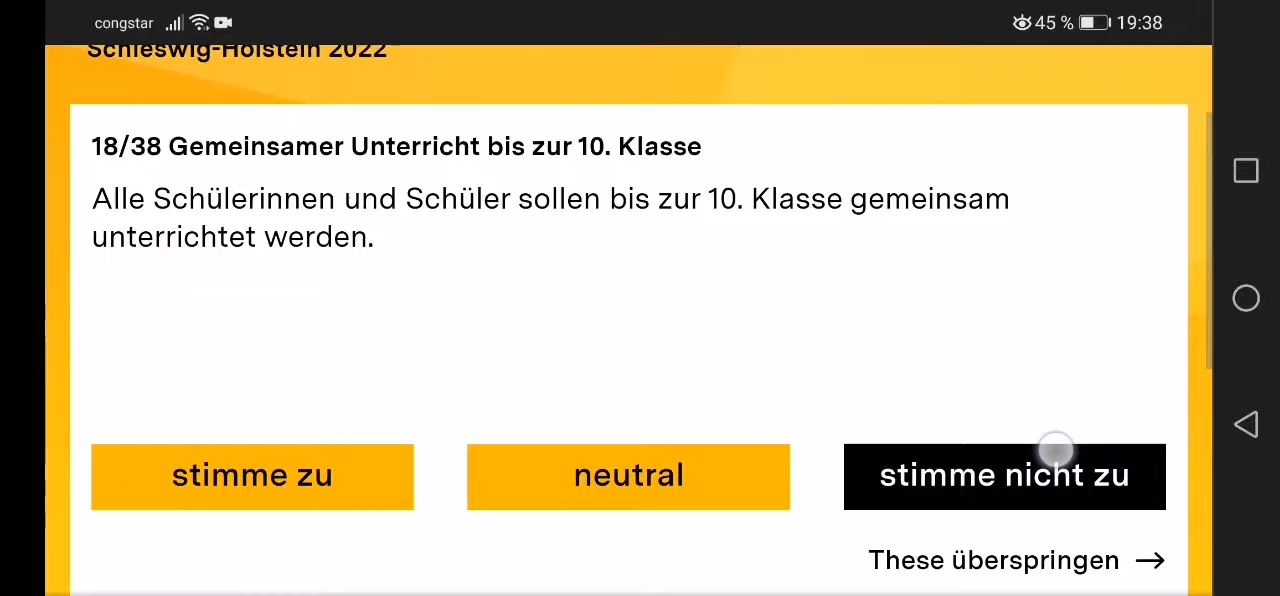 congstar
45 % 19:38
Schleswig-Holstein 2022
18/38 Gemeinsamer Unterricht bis zur 10. Klasse
Alle Schülerinnen und Schüler sollen bis zur 10. Klasse gemeinsam
unterrichtet werden.
stimme zu
neutral
stimme nicht zu
These überspringen →